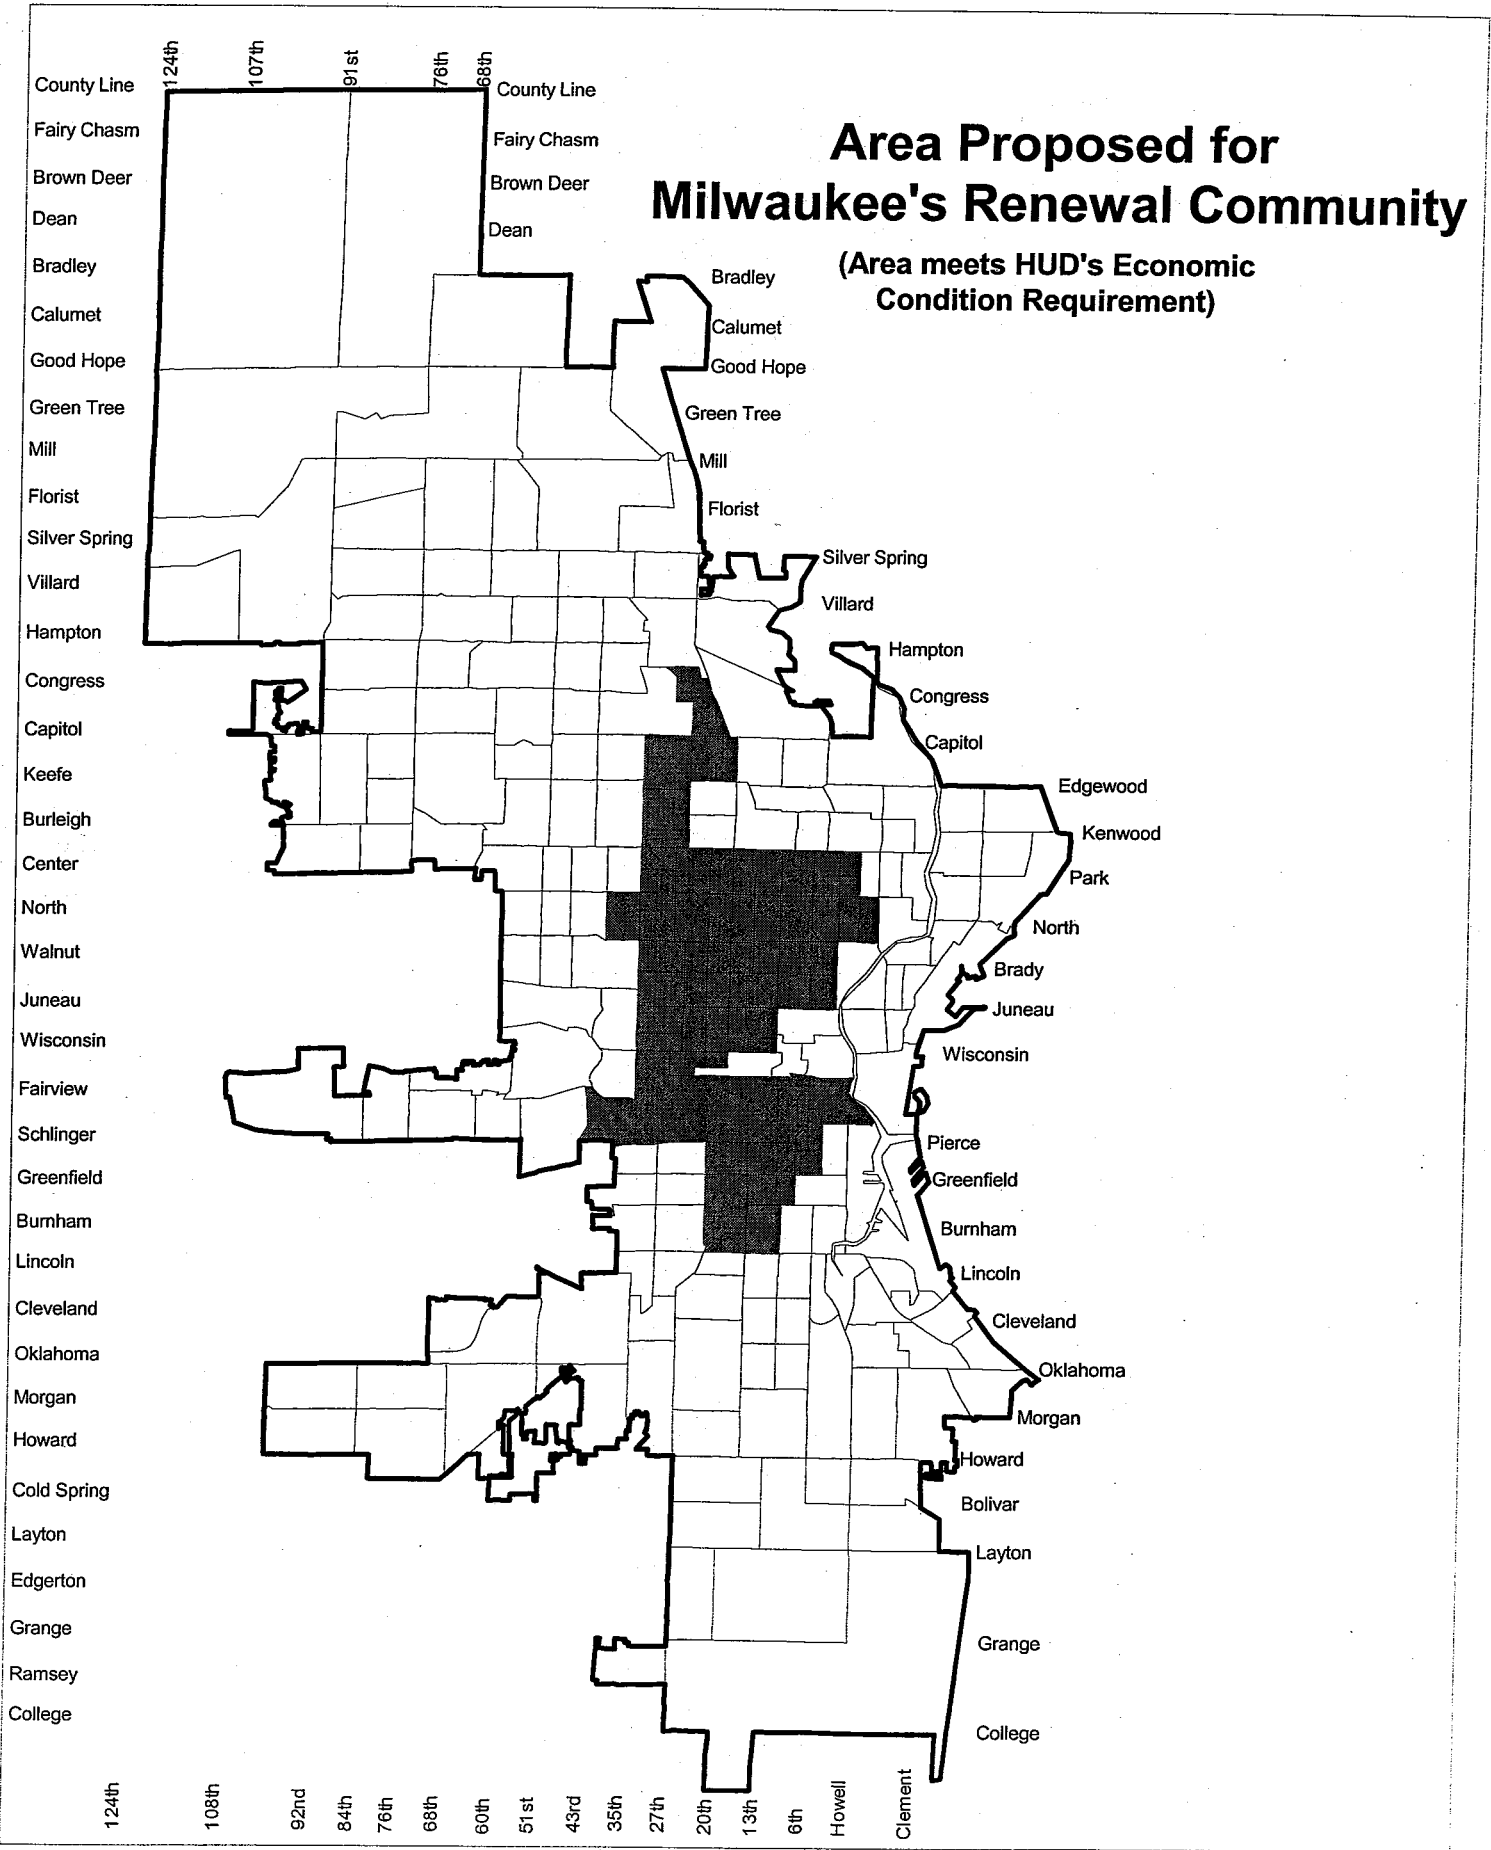 124th
107th
91st
76th
68th
County Line
County Line
Area Proposed for
Milwaukee's Renewal Community
(Area meets HUD's Economic
Condition Requirement)
Fairy Chasm
Fairy Chasm
Brown Deer
Brown Deer
Dean
Dean
Bradley
Bradley
Calumet
Calumet
Good Hope
Good Hope
Green Tree
Green Tree
Mill
Mill
Florist
Florist
Silver Spring
Silver Spring
Villard
Villard
Hampton
Hampton
Congress
Congress
Capitol
Capitol
Keefe
Edgewood
Burleigh
Kenwood
Center
Park
North
North
Walnut
Brady
Juneau
Juneau
Wisconsin
Wisconsin
Fairview
Schlinger
Pierce
Greenfield
Greenfield
Burnham
Burnham
Lincoln
Lincoln
Cleveland
Cleveland
Oklahoma
Oklahoma
Morgan
Morgan
Howard
Howard
Cold Spring
Bolivar
Layton
Layton
Edgerton
Grange
Grange
Ramsey
College
College
124th
108th
92nd
84th
76th
68th
60th
51st
43rd
35th
27th
20th
13th
6th
Howell
Clement